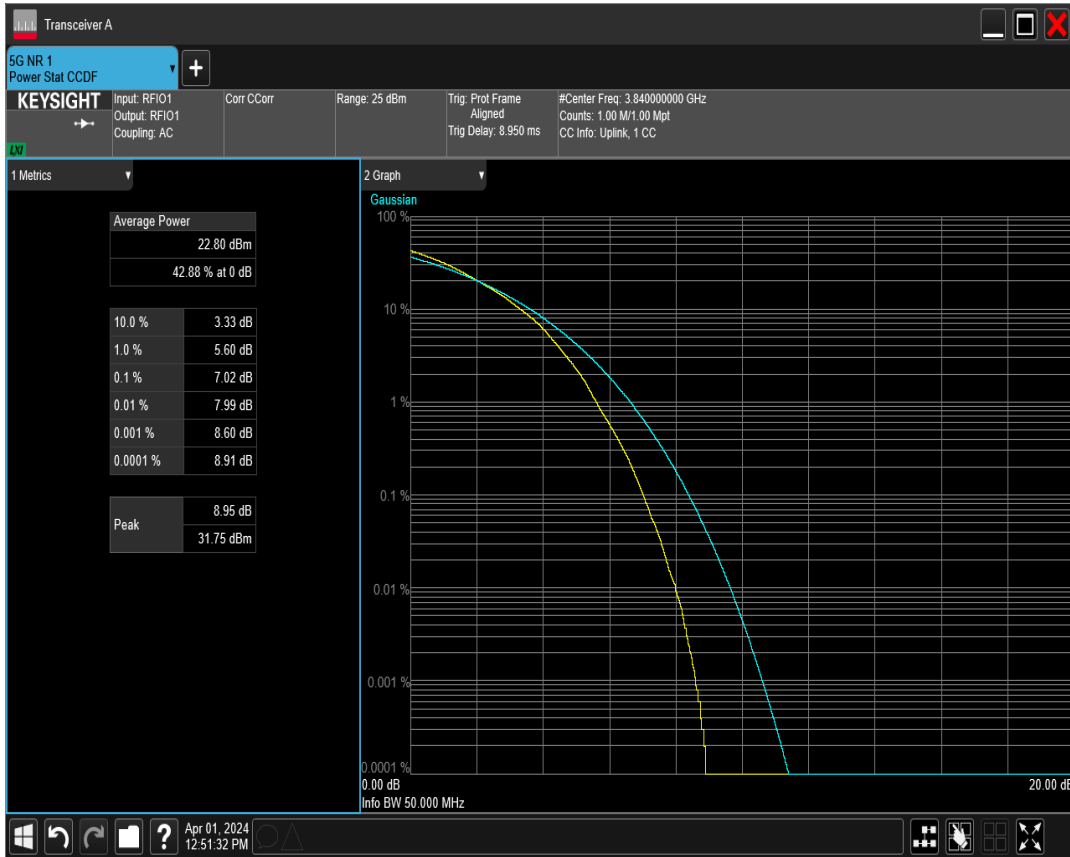 Transceiver A
5G NR 1
Power Stat CCDF
KEYSIGHT
LXI
Input: RFIO1
Output: RFIO1
Coupling: AC
Corr CCorr
Range: 25 dBm
Trig: Prot Frame
Aligned
Trig Delay: 8.950 ms
#Center Freq: 3.840000000 GHz
Counts: 1.00 M/1.00 Mpt
CC Info: Uplink, 1 CC
1 Metrics
Average Power
22.80 dBm
42.88 % at 0 dB
10.0 % 3.33 dB
1.0 % 5.60 dB
0.1 % 7.02 dB
0.01 % 7.99 dB
0.001 % 8.60 dB
0.0001 % 8.91 dB
Peak
8.95 dB
31.75 dBm
2 Graph
Gaussian
100 %
10 %
1 %
0.1 %
0.01 %
0.001 %
0.0001 %
0.00 dB
20.00 dB
Info BW 50.000 MHz
?
Apr 01, 2024
12:51:32 PM